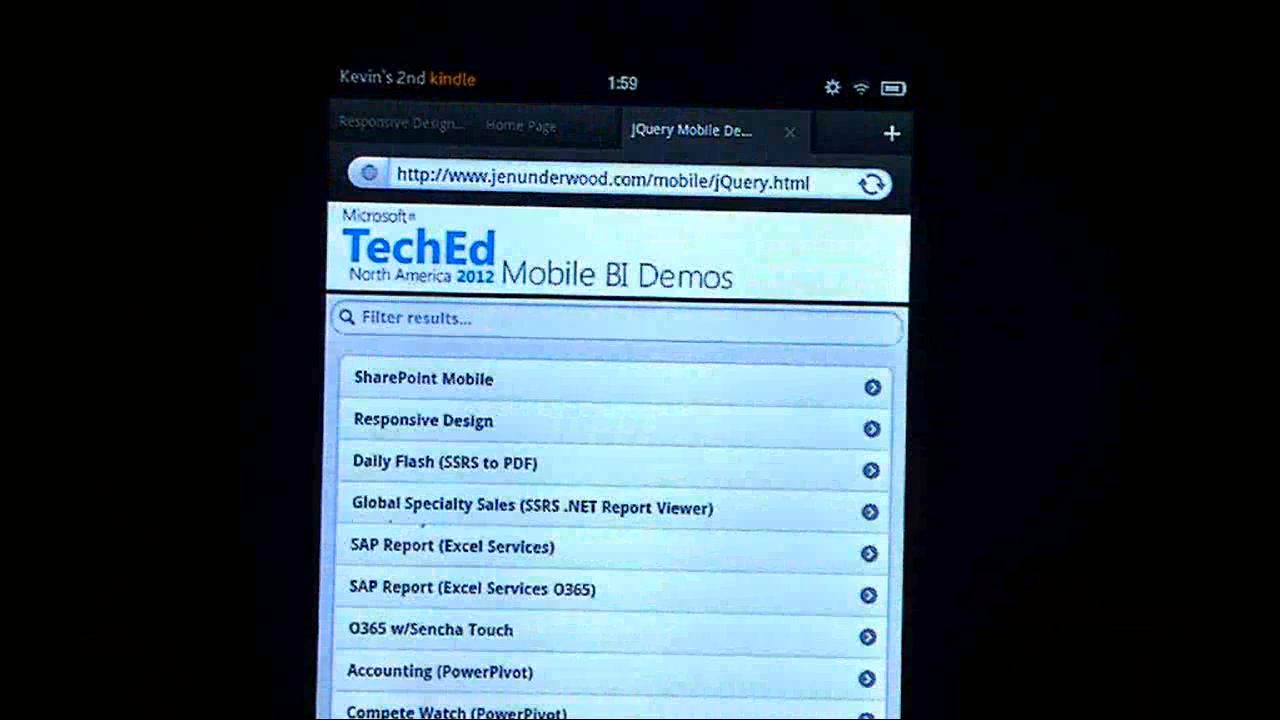 Kevin's 2nd kindle 1:59
Responsive Design... Home Page jQuery Mobile De...
http://www.jenunderwood.com/mobile/jQuery.html
Microsoft®
TechEd
North America 2012 Mobile BI Demos
Filter results...
SharePoint Mobile
Responsive Design
Daily Flash (SSRS to PDF)
Global Specialty Sales (SSRS .NET Report Viewer)
SAP Report (Excel Services)
SAP Report (Excel Services O365)
O365 w/Sencha Touch
Accounting (PowerPivot)
Compete Watch (PowerPivot)